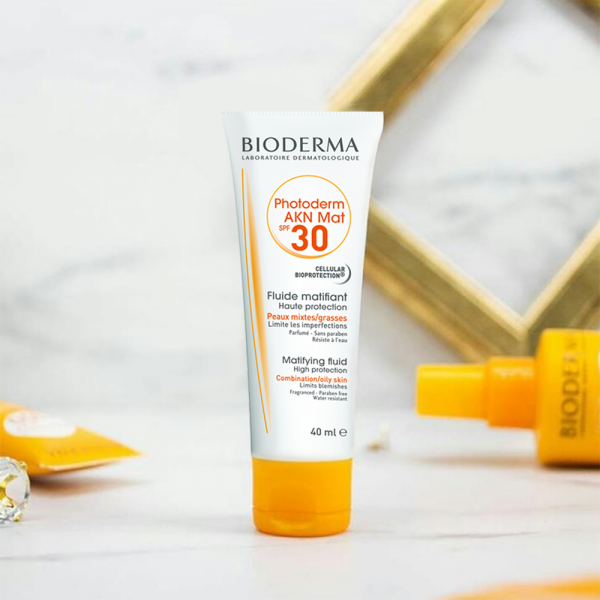 BIODERMA
LABORATOIRE DERMATOLOGIQUE
Photoderm
AKN Mat
SPF 30
CELLULAR
BIOPROTECTION®
Fluide matifiant
Haute protection
Peaux mixtes/grasses
Limite les imperfections
Parfumé - Sans paraben
Résiste à l'eau
Matifying fluid
High protection
Combination/oily skin
Limits blemishes
Fragranced - Paraben free
Water resistant
40 ml e
BIODERMA